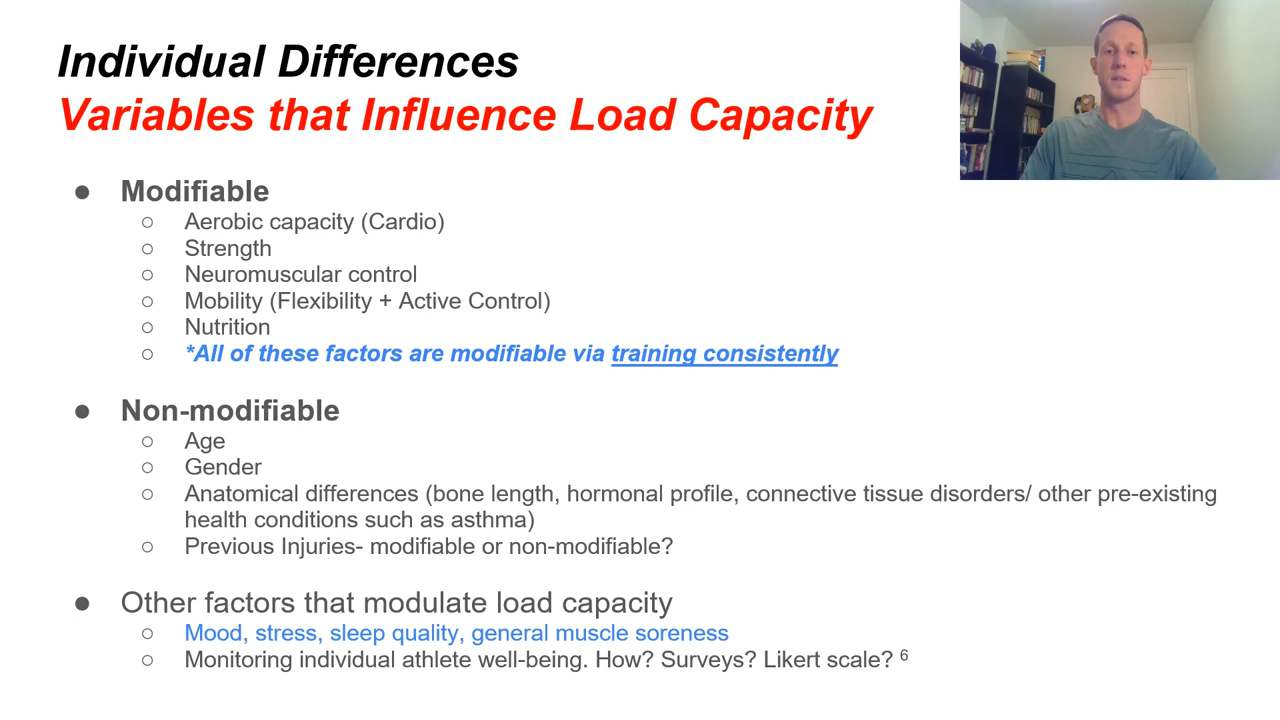 Individual Differences
Variables that Influence Load Capacity
● Modifiable
○ Aerobic capacity (Cardio)
○ Strength
○ Neuromuscular control
○ Mobility (Flexibility + Active Control)
○ Nutrition
○ *All of these factors are modifiable via training consistently
● Non-modifiable
○ Age
○ Gender
○ Anatomical differences (bone length, hormonal profile, connective tissue disorders/ other pre-existing
health conditions such as asthma)
○ Previous Injuries- modifiable or non-modifiable?
● Other factors that modulate load capacity
○ Mood, stress, sleep quality, general muscle soreness
○ Monitoring individual athlete well-being. How? Surveys? Likert scale? ⁶